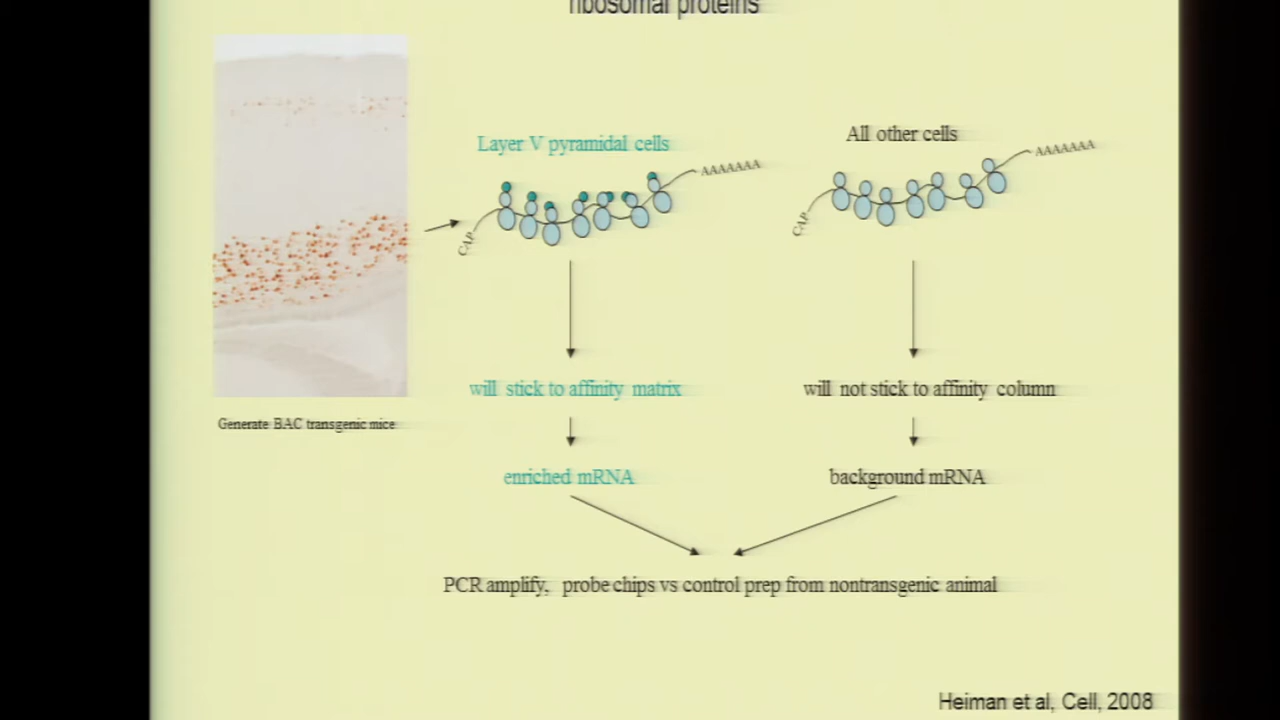 ribosomal proteins
Layer V pyramidal cells
All other cells
AAAAAAA
AAAAAAA
CAP
CAP
will stick to affinity matrix
will not stick to affinity column
Generate BAC transgenic mice
enriched mRNA
background mRNA
PCR amplify, probe chips vs control prep from nontransgenic animal
Heiman et al, Cell, 2008